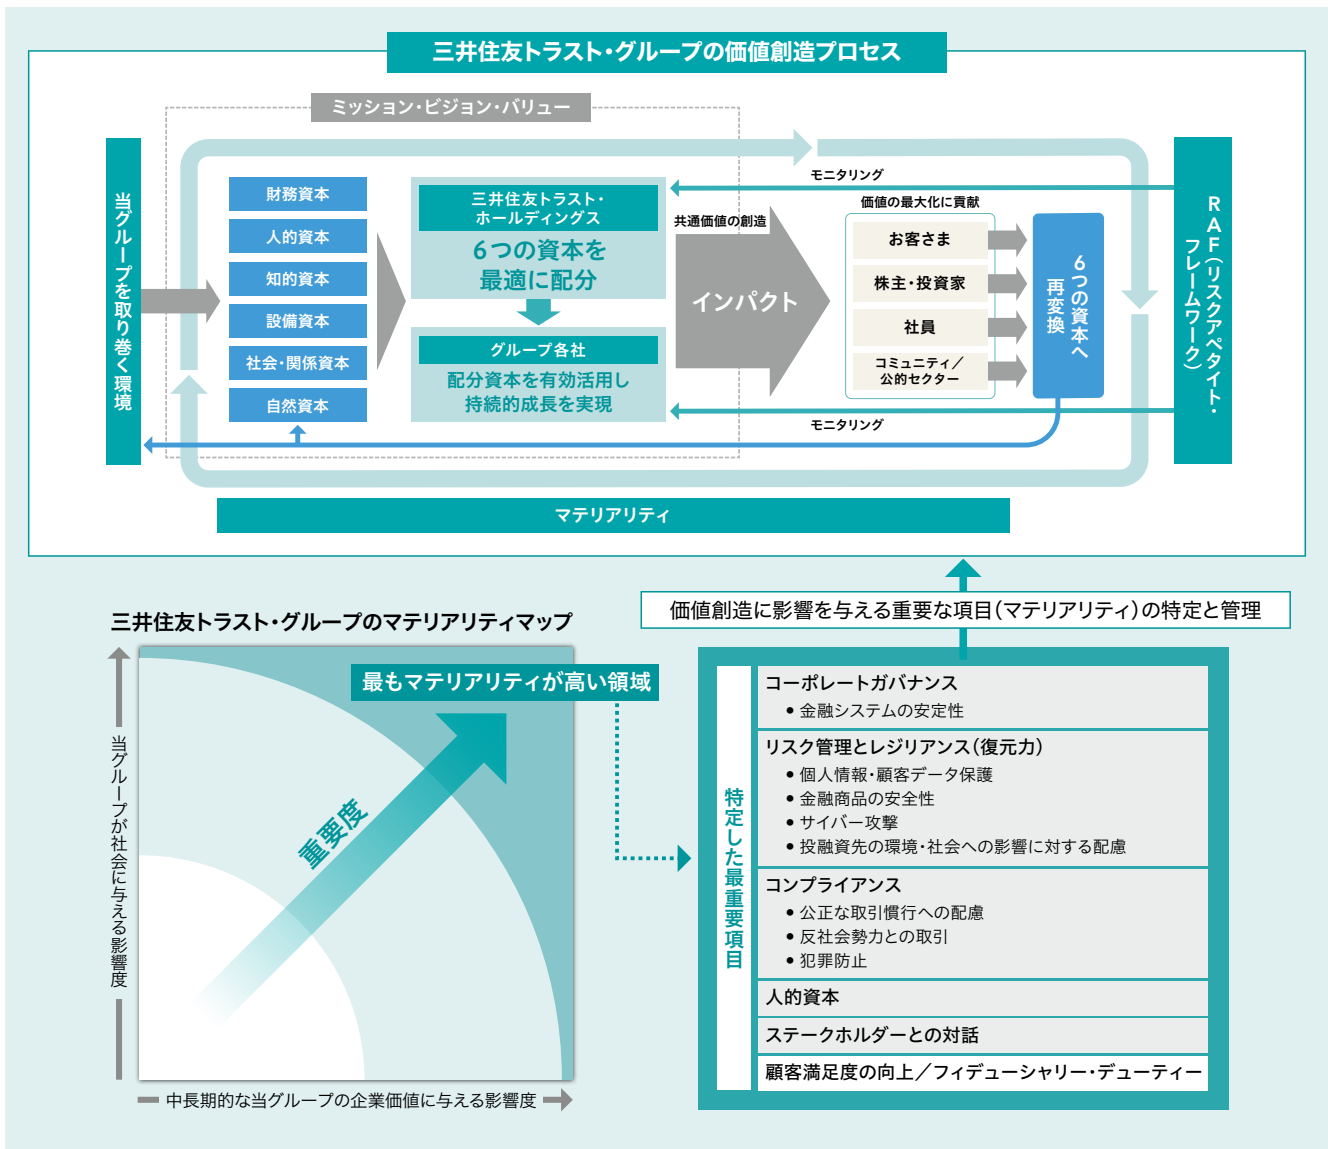 三井住友トラスト・グループの価値創造プロセス
ミッション・ビジョン・バリュー
当グループを取り巻く環境
財務資本
人的資本
知的資本
設備資本
社会・関係資本
自然資本
三井住友トラスト・
ホールディングス
6つの資本を
最適に配分
グループ各社
配分資本を有効活用し
持続的成長を実現
共通価値の創造
インパクト
モニタリング
価値の最大化に貢献
お客さま
株主・投資家
社員
コミュニティ／
公的セクター
モニタリング
6つの資本へ
再変換
RAF（リスクアペタイト・
フレームワーク）
マテリアリティ
価値創造に影響を与える重要な項目（マテリアリティ）の特定と管理
三井住友トラスト・グループのマテリアリティマップ
最もマテリアリティが高い領域
重要度
当グループが社会に与える影響度
中長期的な当グループの企業価値に与える影響度
特定した最重要項目
コーポレートガバナンス
● 金融システムの安定性
リスク管理とレジリアンス（復元力）
● 個人情報・顧客データ保護
● 金融商品の安全性
● サイバー攻撃
● 投融資先の環境・社会への影響に対する配慮
コンプライアンス
● 公正な取引慣行への配慮
● 反社会勢力との取引
● 犯罪防止
人的資本
ステークホルダーとの対話
顧客満足度の向上／フィデューシャリー・デューティー